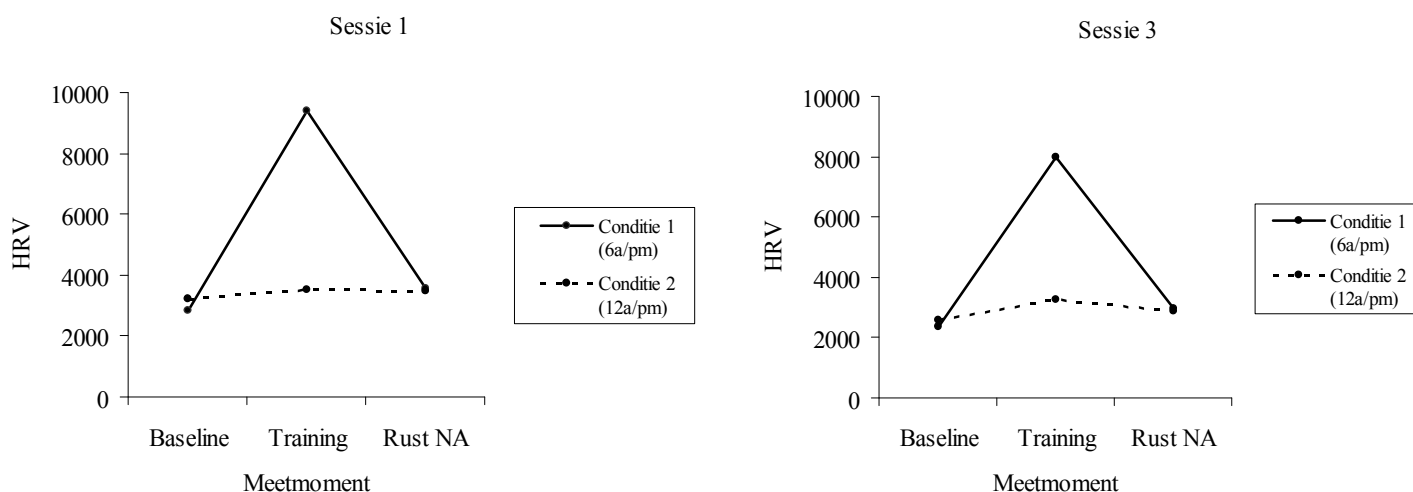 Sessie 1
10000
8000
6000
4000
2000
0
HRV
Baseline
Training
Rust NA
Meetmoment
Conditie 1
(6a/pm)
Conditie 2
(12a/pm)
Sessie 3
10000
8000
6000
4000
2000
0
HRV
Baseline
Training
Rust NA
Meetmoment
Conditie 1
(6a/pm)
Conditie 2
(12a/pm)